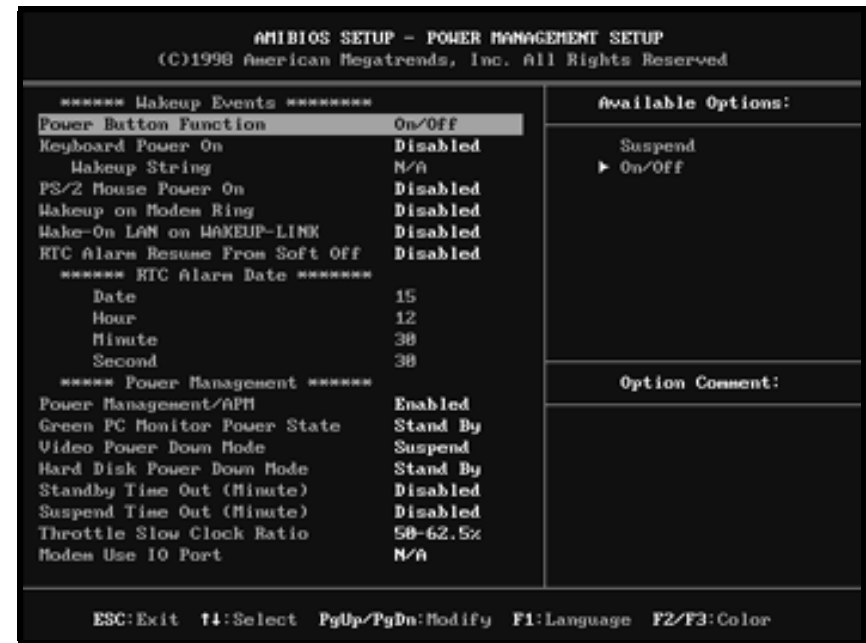 AMIBIOS SETUP - POWER MANAGEMENT SETUP
(C)1998 American Megatrends, Inc. All Rights Reserved
****** Wakeup Events ********
Power Button Function On/Off
Keyboard Power On Disabled
Wakeup String N/A
PS/2 Mouse Power On Disabled
Wakeup on Modem Ring Disabled
Wake-On LAN on WAKEUP-LINK Disabled
RTC Alarm Resume From Soft Off Disabled
****** RTC Alarm Date *******
Date 15
Hour 12
Minute 30
Second 30
***** Power Management ******
Power Management/APM Enabled
Green PC Monitor Power State Stand By
Video Power Down Mode Suspend
Hard Disk Power Down Mode Stand By
Standby Time Out (Minute) Disabled
Suspend Time Out (Minute) Disabled
Throttle Slow Clock Ratio 50-62.5%
Modem Use IO Port N/A
Available Options:
Suspend
► On/Off
Option Comment:
ESC:Exit ↑↓:Select PgUp/PgDn:Modify F1:Language F2/F3:Color